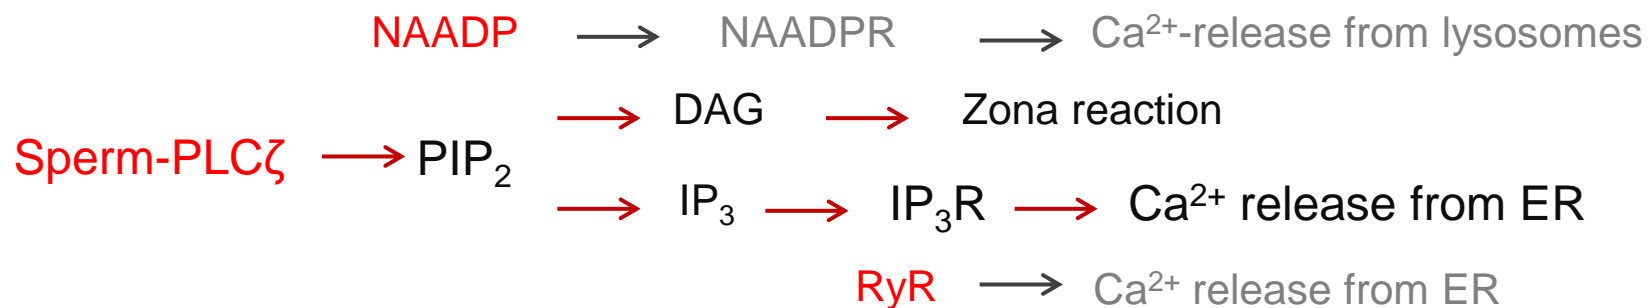 NAADP → NAADPR → Ca²⁺-release from lysosomes
→ DAG → Zona reaction
Sperm-PLCζ → PIP₂
→ IP₃ → IP₃R → Ca²⁺ release from ER
RyR → Ca²⁺ release from ER